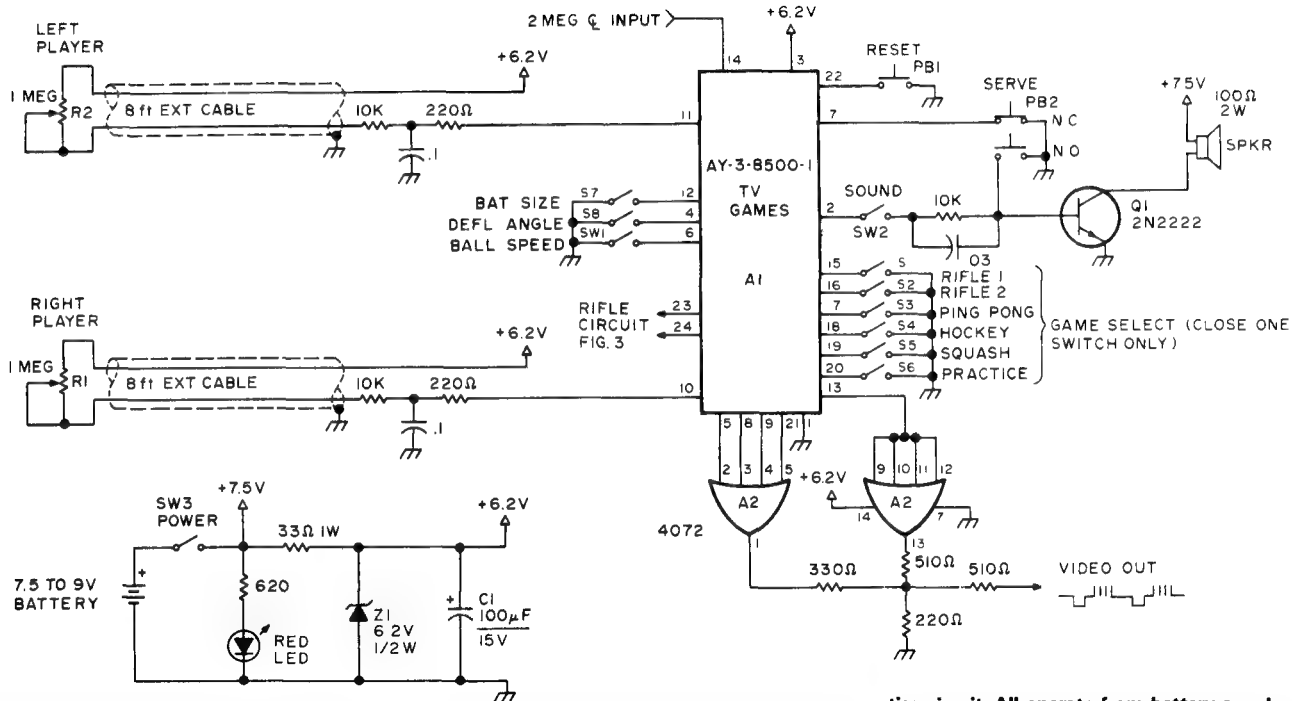 2 MEG ℄ INPUT
14
+6.2V
3
LEFT
PLAYER
1 MEG
R2
8 ft EXT CABLE
+6.2V
10K
220Ω
.1
11
RESET
22
PB1
SERVE
7
PB2
N C
N O
+75V
100Ω
2W
SPKR
AY-3-8500-1
TV
GAMES
A1
BAT SIZE
S7
12
DEFL ANGLE
S8
4
BALL SPEED
SW1
6
2
SOUND
SW2
10K
03
Q1
2N2222
15
S
RIFLE 1
16
S2
RIFLE 2
7
S3
PING PONG
18
S4
HOCKEY
19
S5
SQUASH
20
S6
PRACTICE
13
GAME SELECT (CLOSE ONE
SWITCH ONLY)
RIFLE
CIRCUIT
FIG. 3
23
24
RIGHT
PLAYER
1 MEG
R1
8 ft EXT CABLE
+6.2V
10K
220Ω
.1
10
5
8
9
21
1
2
3
4
5
A2
4072
1
+6.2V
14
9
10
11
12
A2
7
13
330Ω
510Ω
510Ω
220Ω
VIDEO OUT
SW3
POWER
+7.5V
33Ω 1W
+6.2V
7.5 TO 9V
BATTERY
+
620
RED
LED
Z1
6.2V
1/2W
+
C1
100µF
15V